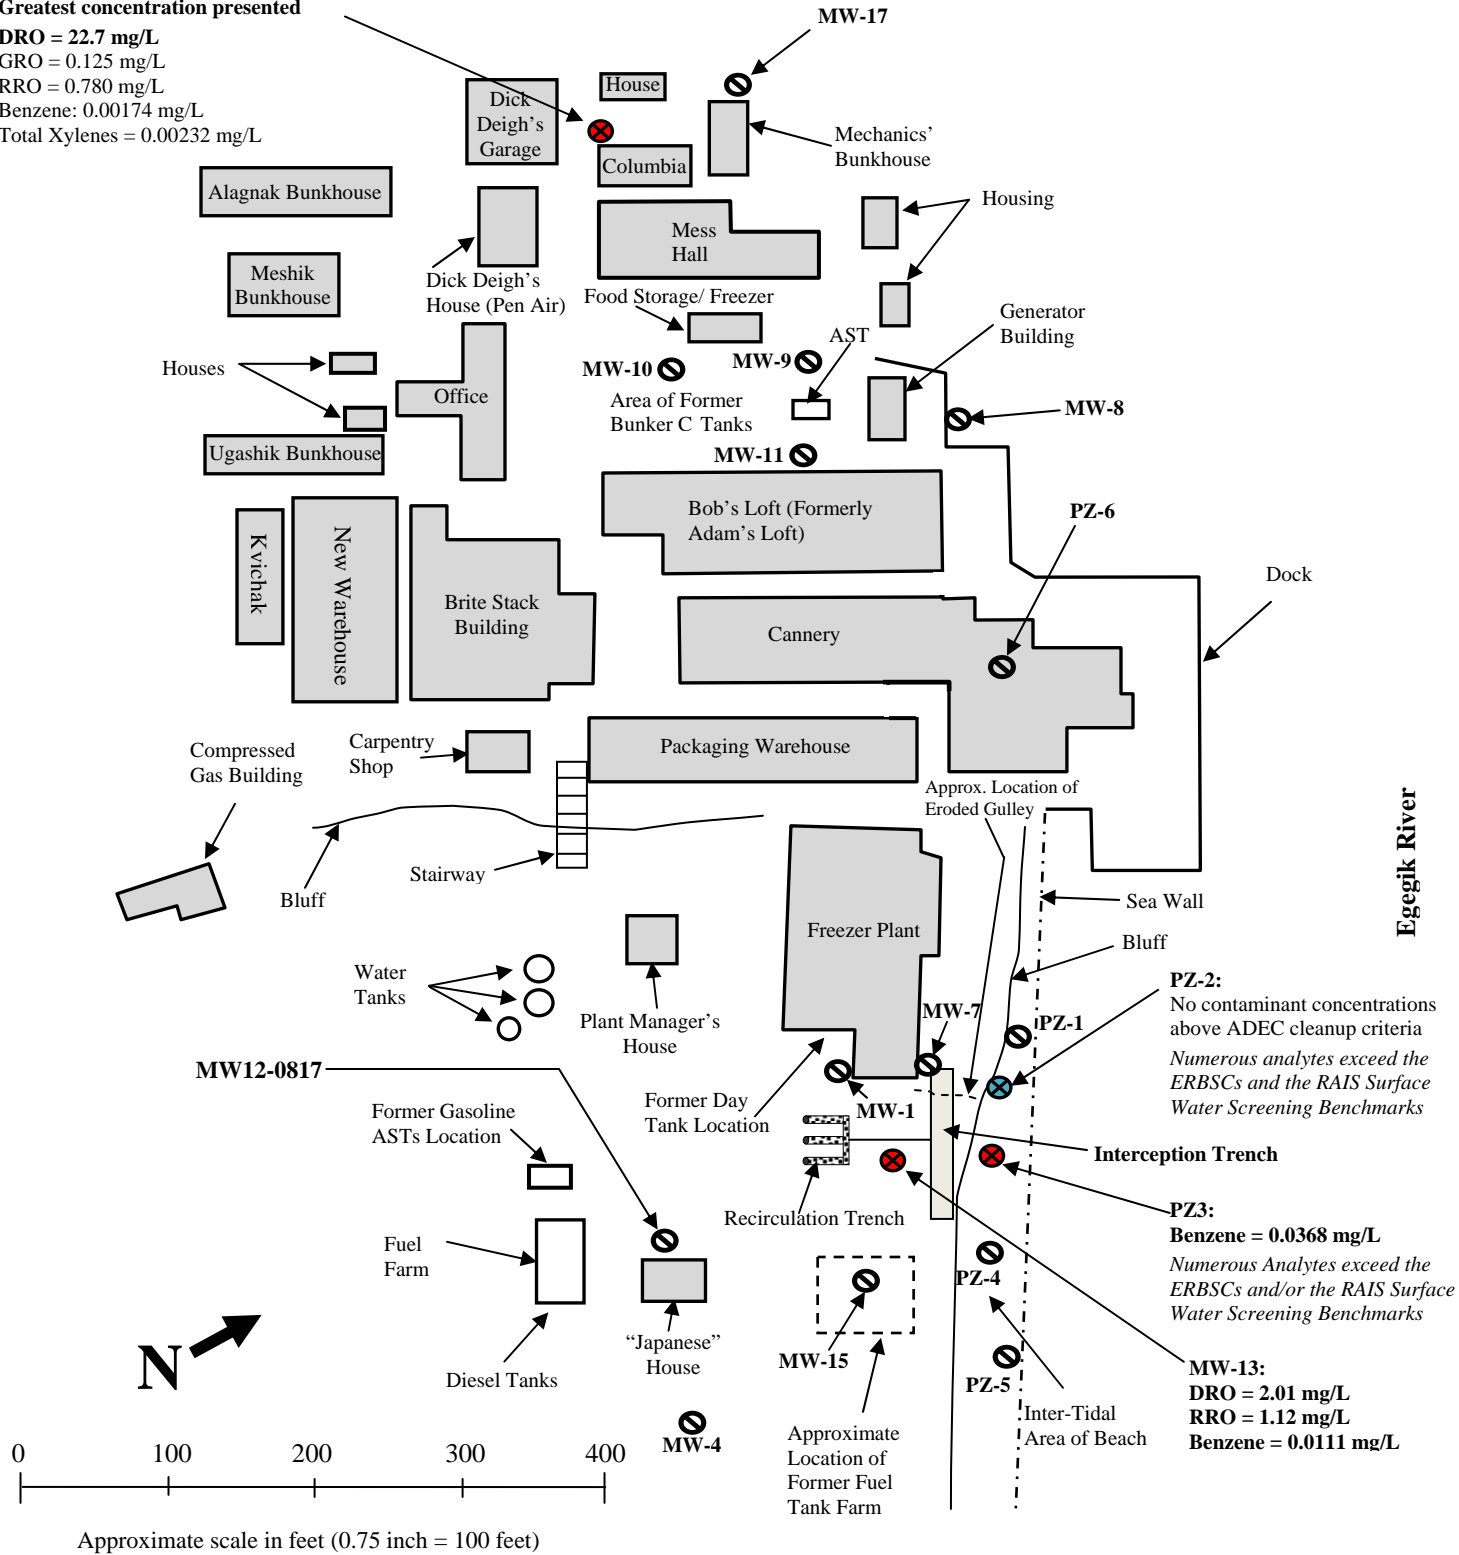 Greatest concentration presented
DRO = 22.7 mg/L
GRO = 0.125 mg/L
RRO = 0.780 mg/L
Benzene: 0.00174 mg/L
Total Xylenes = 0.00232 mg/L
MW-17
House
Dick
Deigh's
Garage
Columbia
Mechanics'
Bunkhouse
Alagnak Bunkhouse
Housing
Mess
Hall
Meshik
Bunkhouse
Dick Deigh's
House (Pen Air)
Food Storage/ Freezer
AST
Generator
Building
Houses
MW-10
MW-9
Office
Area of Former
Bunker C Tanks
MW-8
MW-11
Ugashik Bunkhouse
Bob's Loft (Formerly
Adam's Loft)
PZ-6
Kvichak
New Warehouse
Dock
Brite Stack
Building
Cannery
Compressed
Gas Building
Carpentry
Shop
Packaging Warehouse
Approx. Location of
Eroded Gulley
Egegik River
Stairway
Bluff
Sea Wall
Freezer Plant
Bluff
Water
Tanks
PZ-2:
No contaminant concentrations
above ADEC cleanup criteria
Numerous analytes exceed the
ERBSCs and the RAIS Surface
Water Screening Benchmarks
MW-7
PZ-1
Plant Manager's
House
MW12-0817
Former Day
Tank Location
MW-1
Former Gasoline
ASTs Location
Interception Trench
Recirculation Trench
PZ3:
Benzene = 0.0368 mg/L
Numerous Analytes exceed the
ERBSCs and/or the RAIS Surface
Water Screening Benchmarks
Fuel
Farm
PZ-4
N
"Japanese"
House
MW-15
Diesel Tanks
PZ-5
MW-13:
DRO = 2.01 mg/L
RRO = 1.12 mg/L
Benzene = 0.0111 mg/L
Inter-Tidal
Area of Beach
MW-4
Approximate
Location of
Former Fuel
Tank Farm
0 100 200 300 400
Approximate scale in feet (0.75 inch = 100 feet)